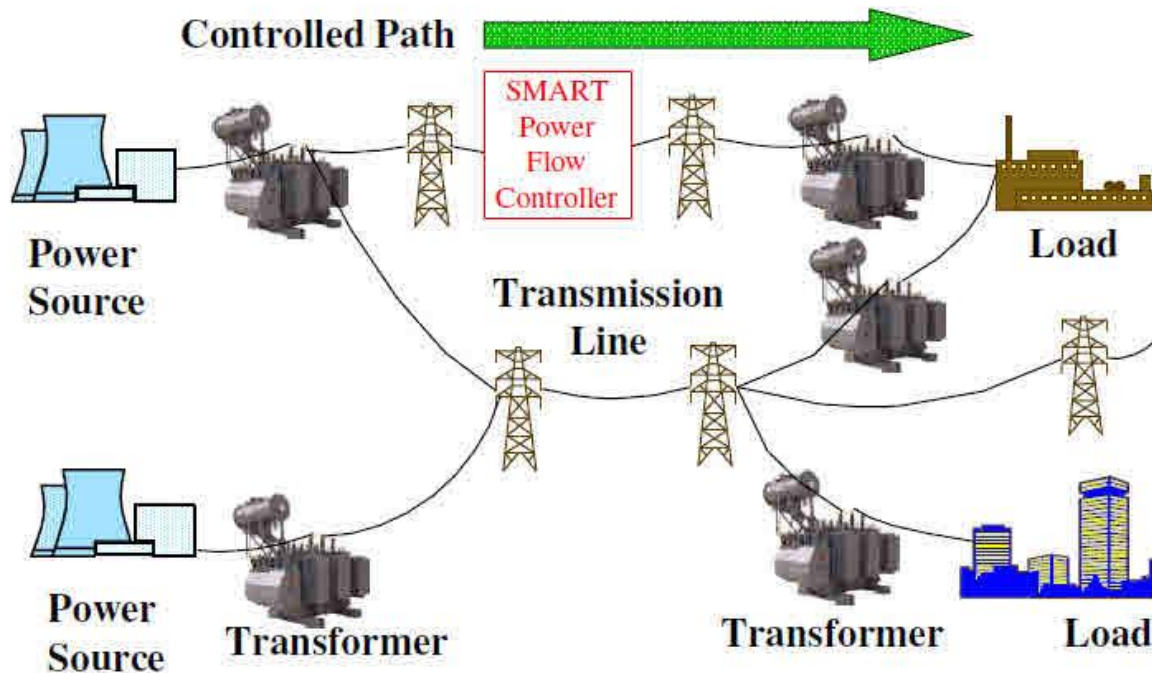 Controlled Path
SMART
Power
Flow
Controller
Power
Source
Load
Transmission
Line
Power
Source
Transformer
Transformer
Load